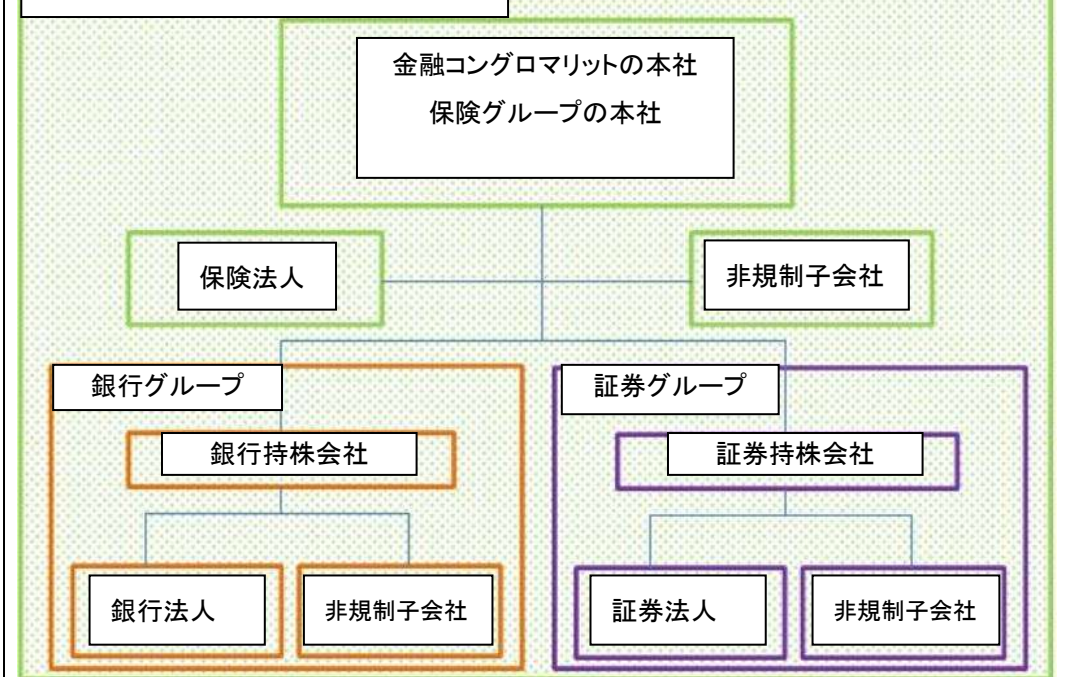 金融コングロマリットの本社
保険グループの本社
保険法人
非規制子会社
銀行グループ
証券グループ
銀行持株会社
証券持株会社
銀行法人
非規制子会社
証券法人
非規制子会社